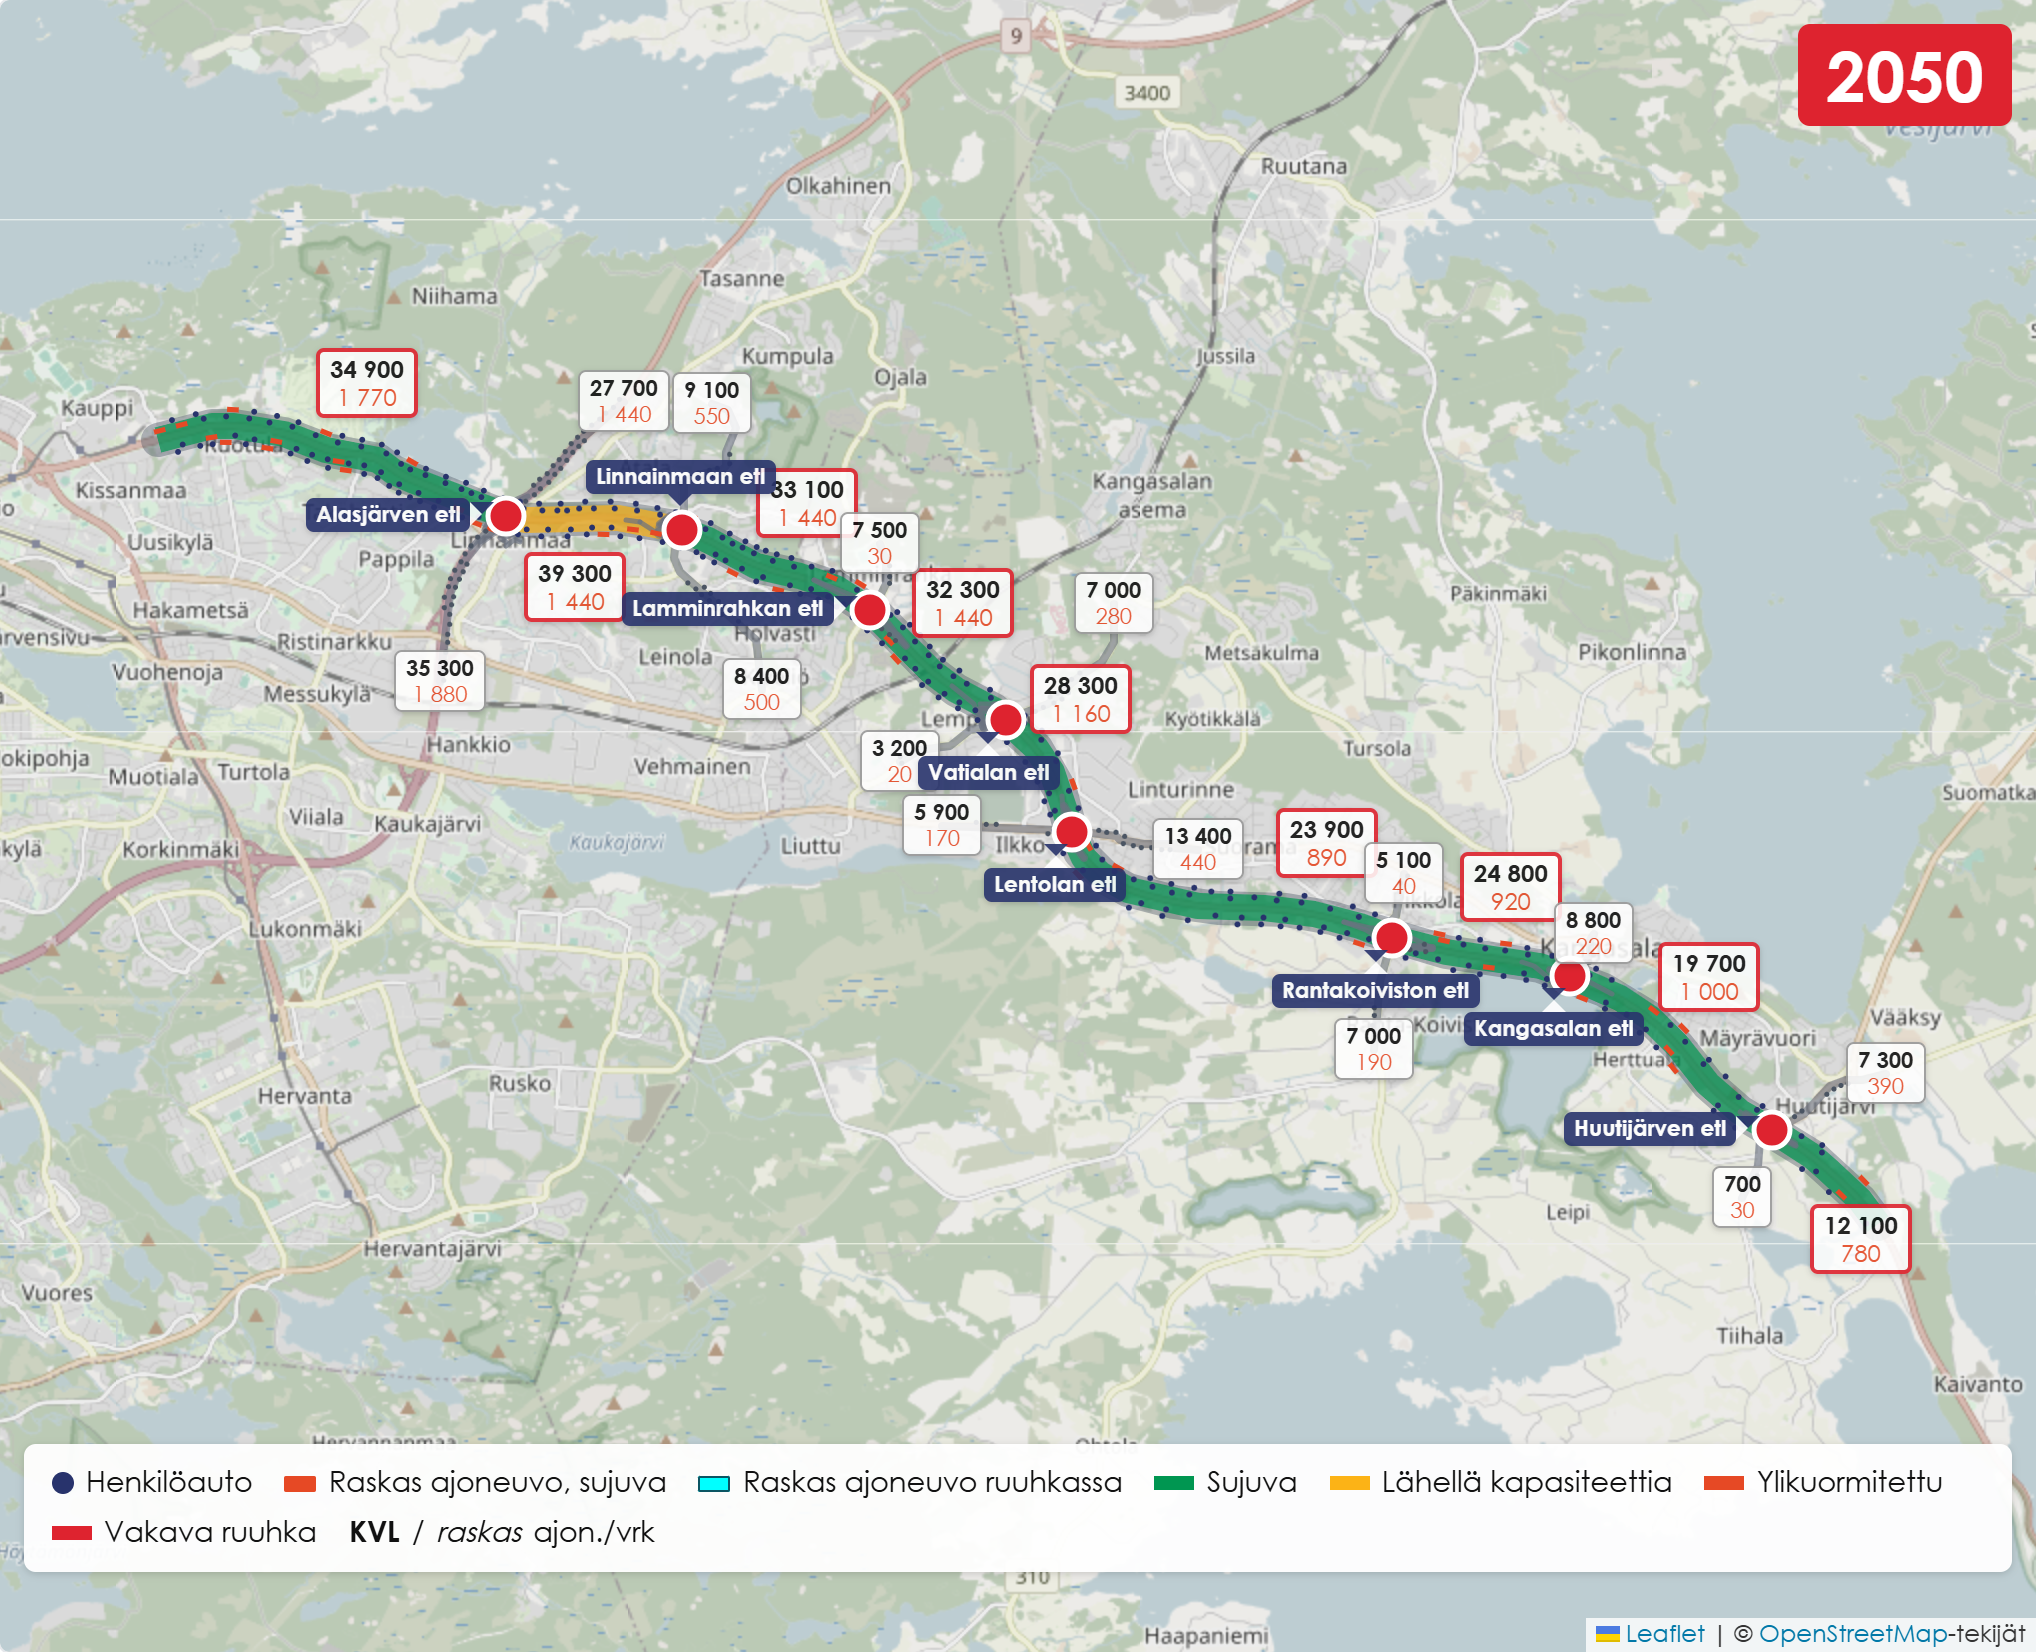 2050
9
3400
Vesijärvi
Ruutana
Olkahinen
Tasanne
Niihama
Kumpula
Jussila
Ojala
34 900
1 770
27 700
1 440
9 100
550
Kauppi
Ruotula
Linnainmaan etl
33 100
1 440
Kangasalan
asema
Kissanmaa
Alasjärven etl
Linnainmaa
7 500
30
Uusikylä
Pappila
39 300
1 440
Lamminrahkan etl
32 300
1 440
7 000
280
Päkinmäki
Hakametsä
Ristinarkku
Holvasti
Leinola
Metsäkulma
Pikonlinna
Vuohenoja
Messukylä
35 300
1 880
8 400
500
28 300
1 160
Kyötikkälä
Hankkio
Vehmainen
3 200
20
Vatialan etl
Tursola
Muotiala
Turtola
Linturinne
Suomatka
Viiala
Kaukajärvi
Kaukajärvi
5 900
170
Liuttu
Ilkko
13 400
440
Suorama
23 900
890
5 100
40
24 800
920
Korkinmäki
Lentolan etl
Lukonmäki
8 800
220
19 700
1 000
Rantakoiviston etl
Kangasalan etl
7 000
190
Mäyrävuori
Vääksy
Herttuala
7 300
390
Hervanta
Rusko
Huutijärvi
Huutijärven etl
700
30
Leipi
12 100
780
Hervantajärvi
Vuores
Tiihala
Kaivanto
Henkilöauto
Raskas ajoneuvo, sujuva
Raskas ajoneuvo ruuhkassa
Sujuva
Lähellä kapasiteettia
Ylikuormitettu
Vakava ruuhka
KVL / raskas ajon./vrk
310
Haapaniemi
Leaflet | © OpenStreetMap-tekijät